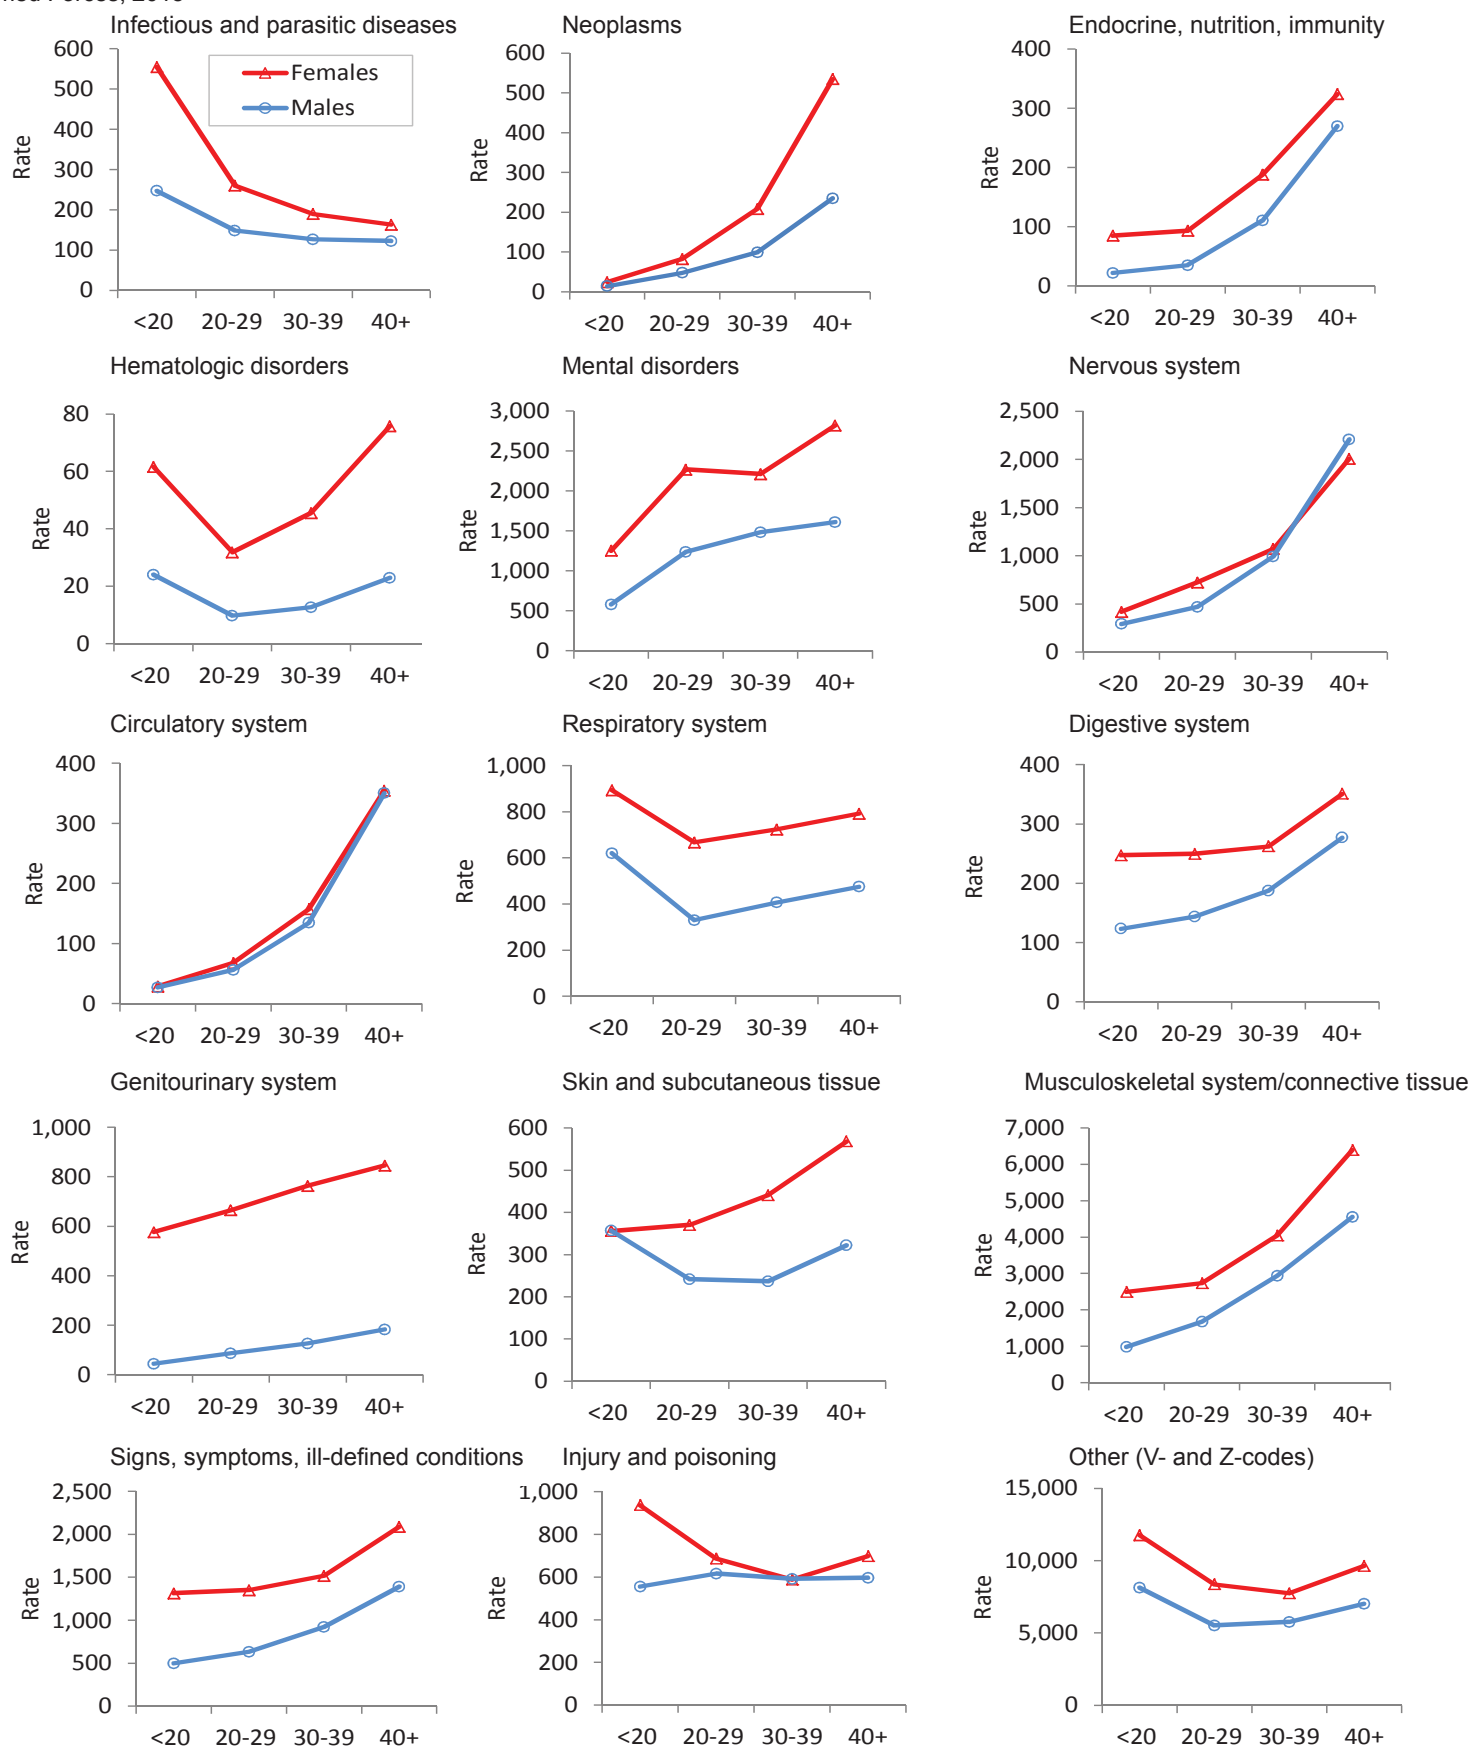 Infectious and parasitic diseases Neoplasms Endocrine, nutrition, immunity
600 600 400
500 Females 500
Males 300
400 400
300 300 200
200 200
100 100 100
0 0 0
Rate Rate Rate
<20 20-29 30-39 40+ <20 20-29 30-39 40+ <20 20-29 30-39 40+
Hematologic disorders Mental disorders Nervous system
80 3,000 2,500
2,500 2,000
60 2,000 1,500
40 1,500 1,000
20 1,000 500
500
0 0 0
Rate Rate Rate
<20 20-29 30-39 40+ <20 20-29 30-39 40+ <20 20-29 30-39 40+
Circulatory system Respiratory system Digestive system
400 1,000 400
300 800 300
200 600 200
100 400 100
200
0 0 0
Rate Rate Rate
<20 20-29 30-39 40+ <20 20-29 30-39 40+ <20 20-29 30-39 40+
Genitourinary system Skin and subcutaneous tissue Musculoskeletal system/connective tissue
1,000 600 7,000
800 500 6,000
600 400 5,000
400 300 4,000
200 200 3,000
100 2,000
1,000
0 0 0
Rate Rate Rate
<20 20-29 30-39 40+ <20 20-29 30-39 40+ <20 20-29 30-39 40+
Signs, symptoms, ill-defined conditions Injury and poisoning Other (V- and Z-codes)
2,500 1,000 15,000
2,000 800 10,000
1,500 600 5,000
1,000 400
500 200
0 0 0
Rate Rate Rate
<20 20-29 30-39 40+ <20 20-29 30-39 40+ <20 20-29 30-39 40+